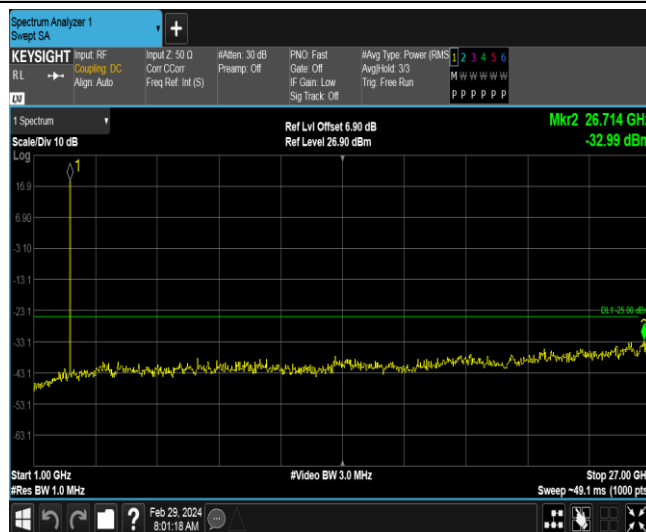 Spectrum Analyzer 1
Swept SA
+
KEYSIGHT Input: RF Input Z: 50 Ω #Atten: 30 dB PNO: Fast #Avg Type: Power (RMS 1 2 3 4 5 6
RL Coupling: DC Corr CCorr Preamp: Off Gate: Off Avg|Hold: 3/3 M W W W W W
Align: Auto Freq Ref: Int (S) IF Gain: Low Trig: Free Run
Sig Track: Off P P P P P P
LXI
1 Spectrum Ref Lvl Offset 6.90 dB Mkr2 26.714 GHz
Scale/Div 10 dB Ref Level 26.90 dBm -32.99 dBm
Log
1
16.9
6.90
-3.10
-13.1
-23.1
DL1 -25.00 dBm
-33.1
-43.1
-53.1
-63.1
Start 1.00 GHz #Video BW 3.0 MHz Stop 27.00 GHz
#Res BW 1.0 MHz Sweep ~49.1 ms (1000 pts
? Feb 29, 2024
8:01:18 AM